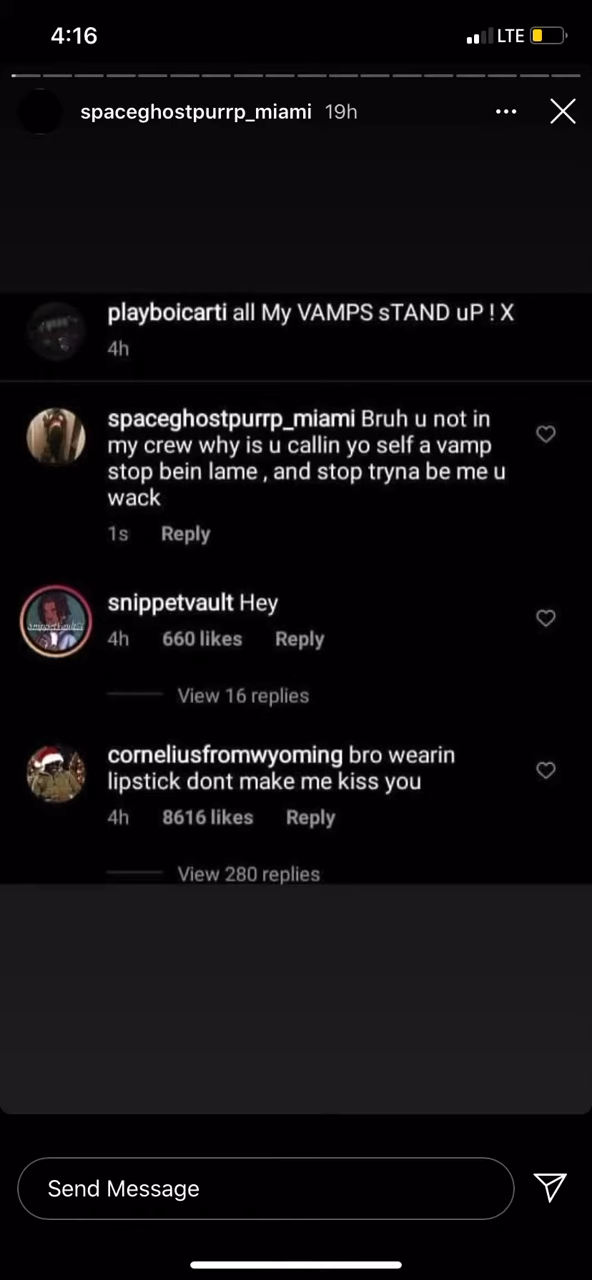 4:16
LTE
spaceghostpurrp_miami 19h
playboicarti all My VAMPS sTAND uP ! X
4h
spaceghostpurrp_miami Bruh u not in
my crew why is u callin yo self a vamp
stop bein lame , and stop tryna be me u
wack
1s Reply
snippetvault Hey
4h 660 likes Reply
View 16 replies
corneliusfromwyoming bro wearin
lipstick dont make me kiss you
4h 8616 likes Reply
View 280 replies
Send Message